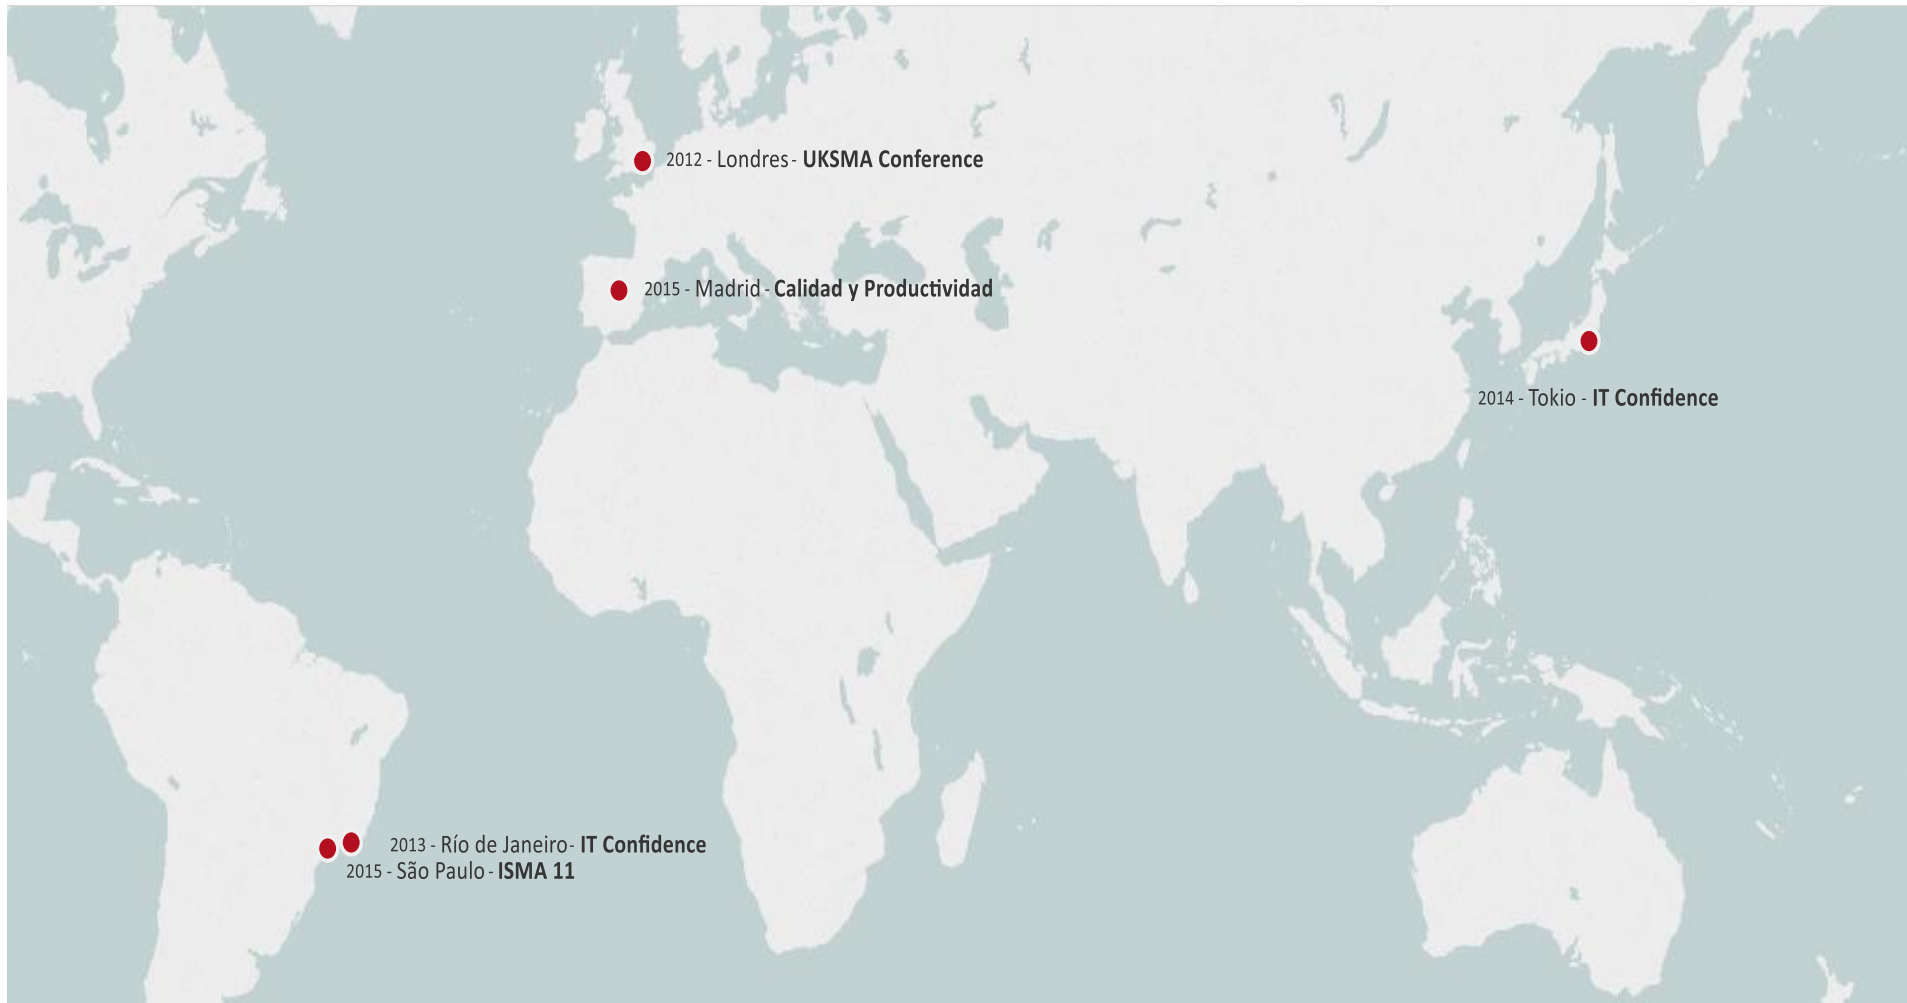 2012 - Londres - UKSMA Conference
2015 - Madrid - Calidad y Productividad
2014 - Tokio - IT Confidence
2013 - Río de Janeiro- IT Confidence
2015 - São Paulo - ISMA 11